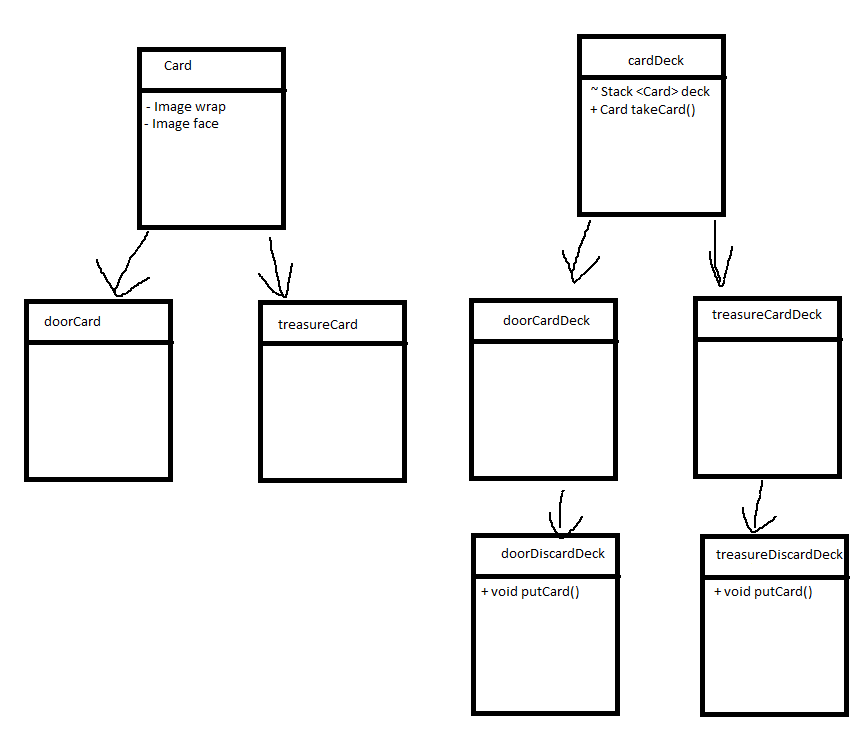 Card
- Image wrap
- Image face
cardDeck
~ Stack <Card> deck
+ Card takeCard()
doorCard
treasureCard
doorCardDeck
treasureCardDeck
doorDiscardDeck
+ void putCard()
treasureDiscardDeck
+ void putCard()